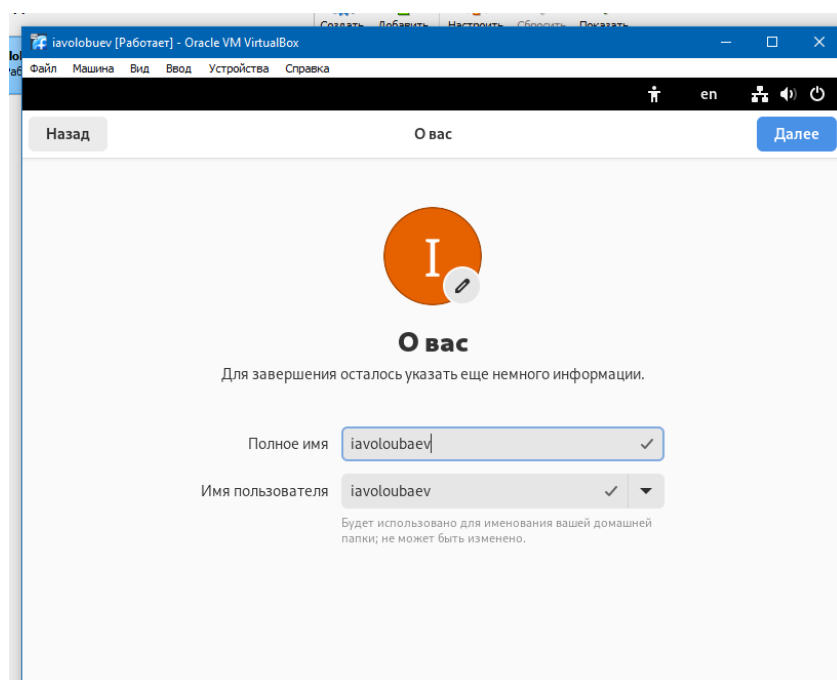 Создать Добавить Настроить Сбросить Показать
iavolobuev [Работает] - Oracle VM VirtualBox
Файл Машина Вид Ввод Устройства Справка
en
Назад О вас Далее
I
О вас
Для завершения осталось указать еще немного информации.
Полное имя iavoloubaev
Имя пользователя iavoloubaev
Будет использовано для именования вашей домашней
папки; не может быть изменено.